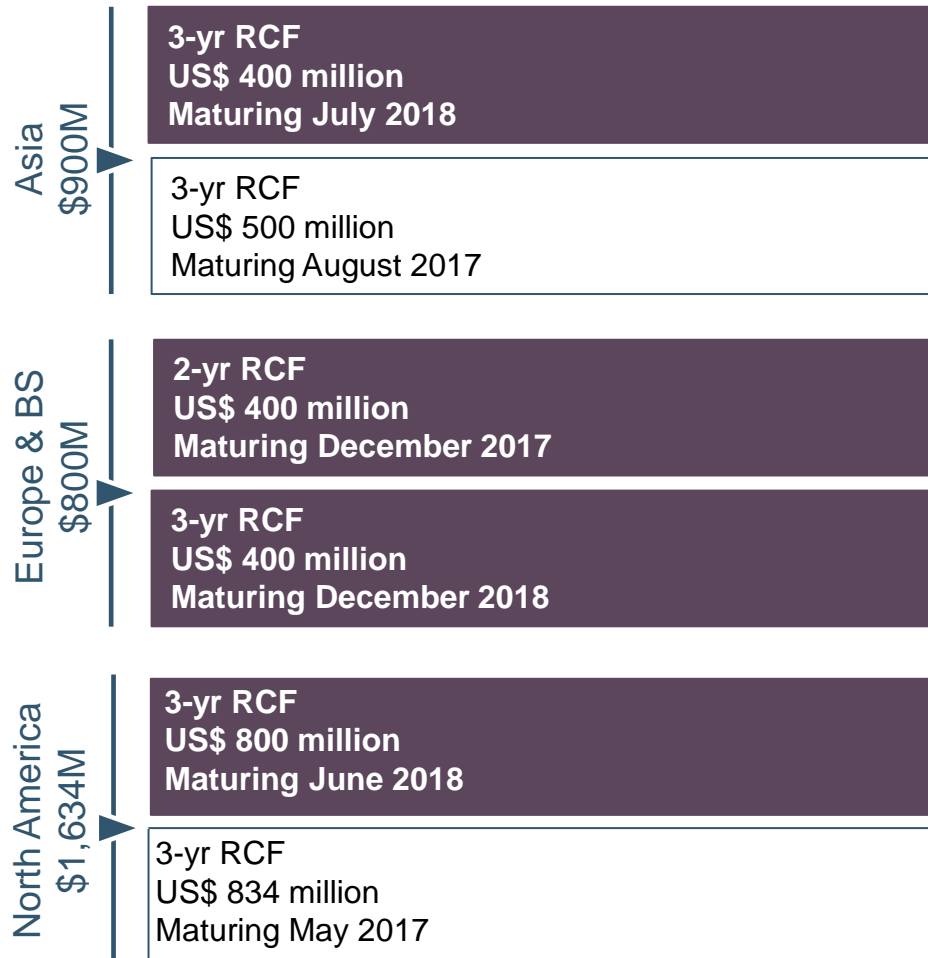 Asia
$900M
3-yr RCF
US$ 400 million
Maturing July 2018
3-yr RCF
US$ 500 million
Maturing August 2017
Europe & BS
$800M
2-yr RCF
US$ 400 million
Maturing December 2017
3-yr RCF
US$ 400 million
Maturing December 2018
North America
$1,634M
3-yr RCF
US$ 800 million
Maturing June 2018
3-yr RCF
US$ 834 million
Maturing May 2017